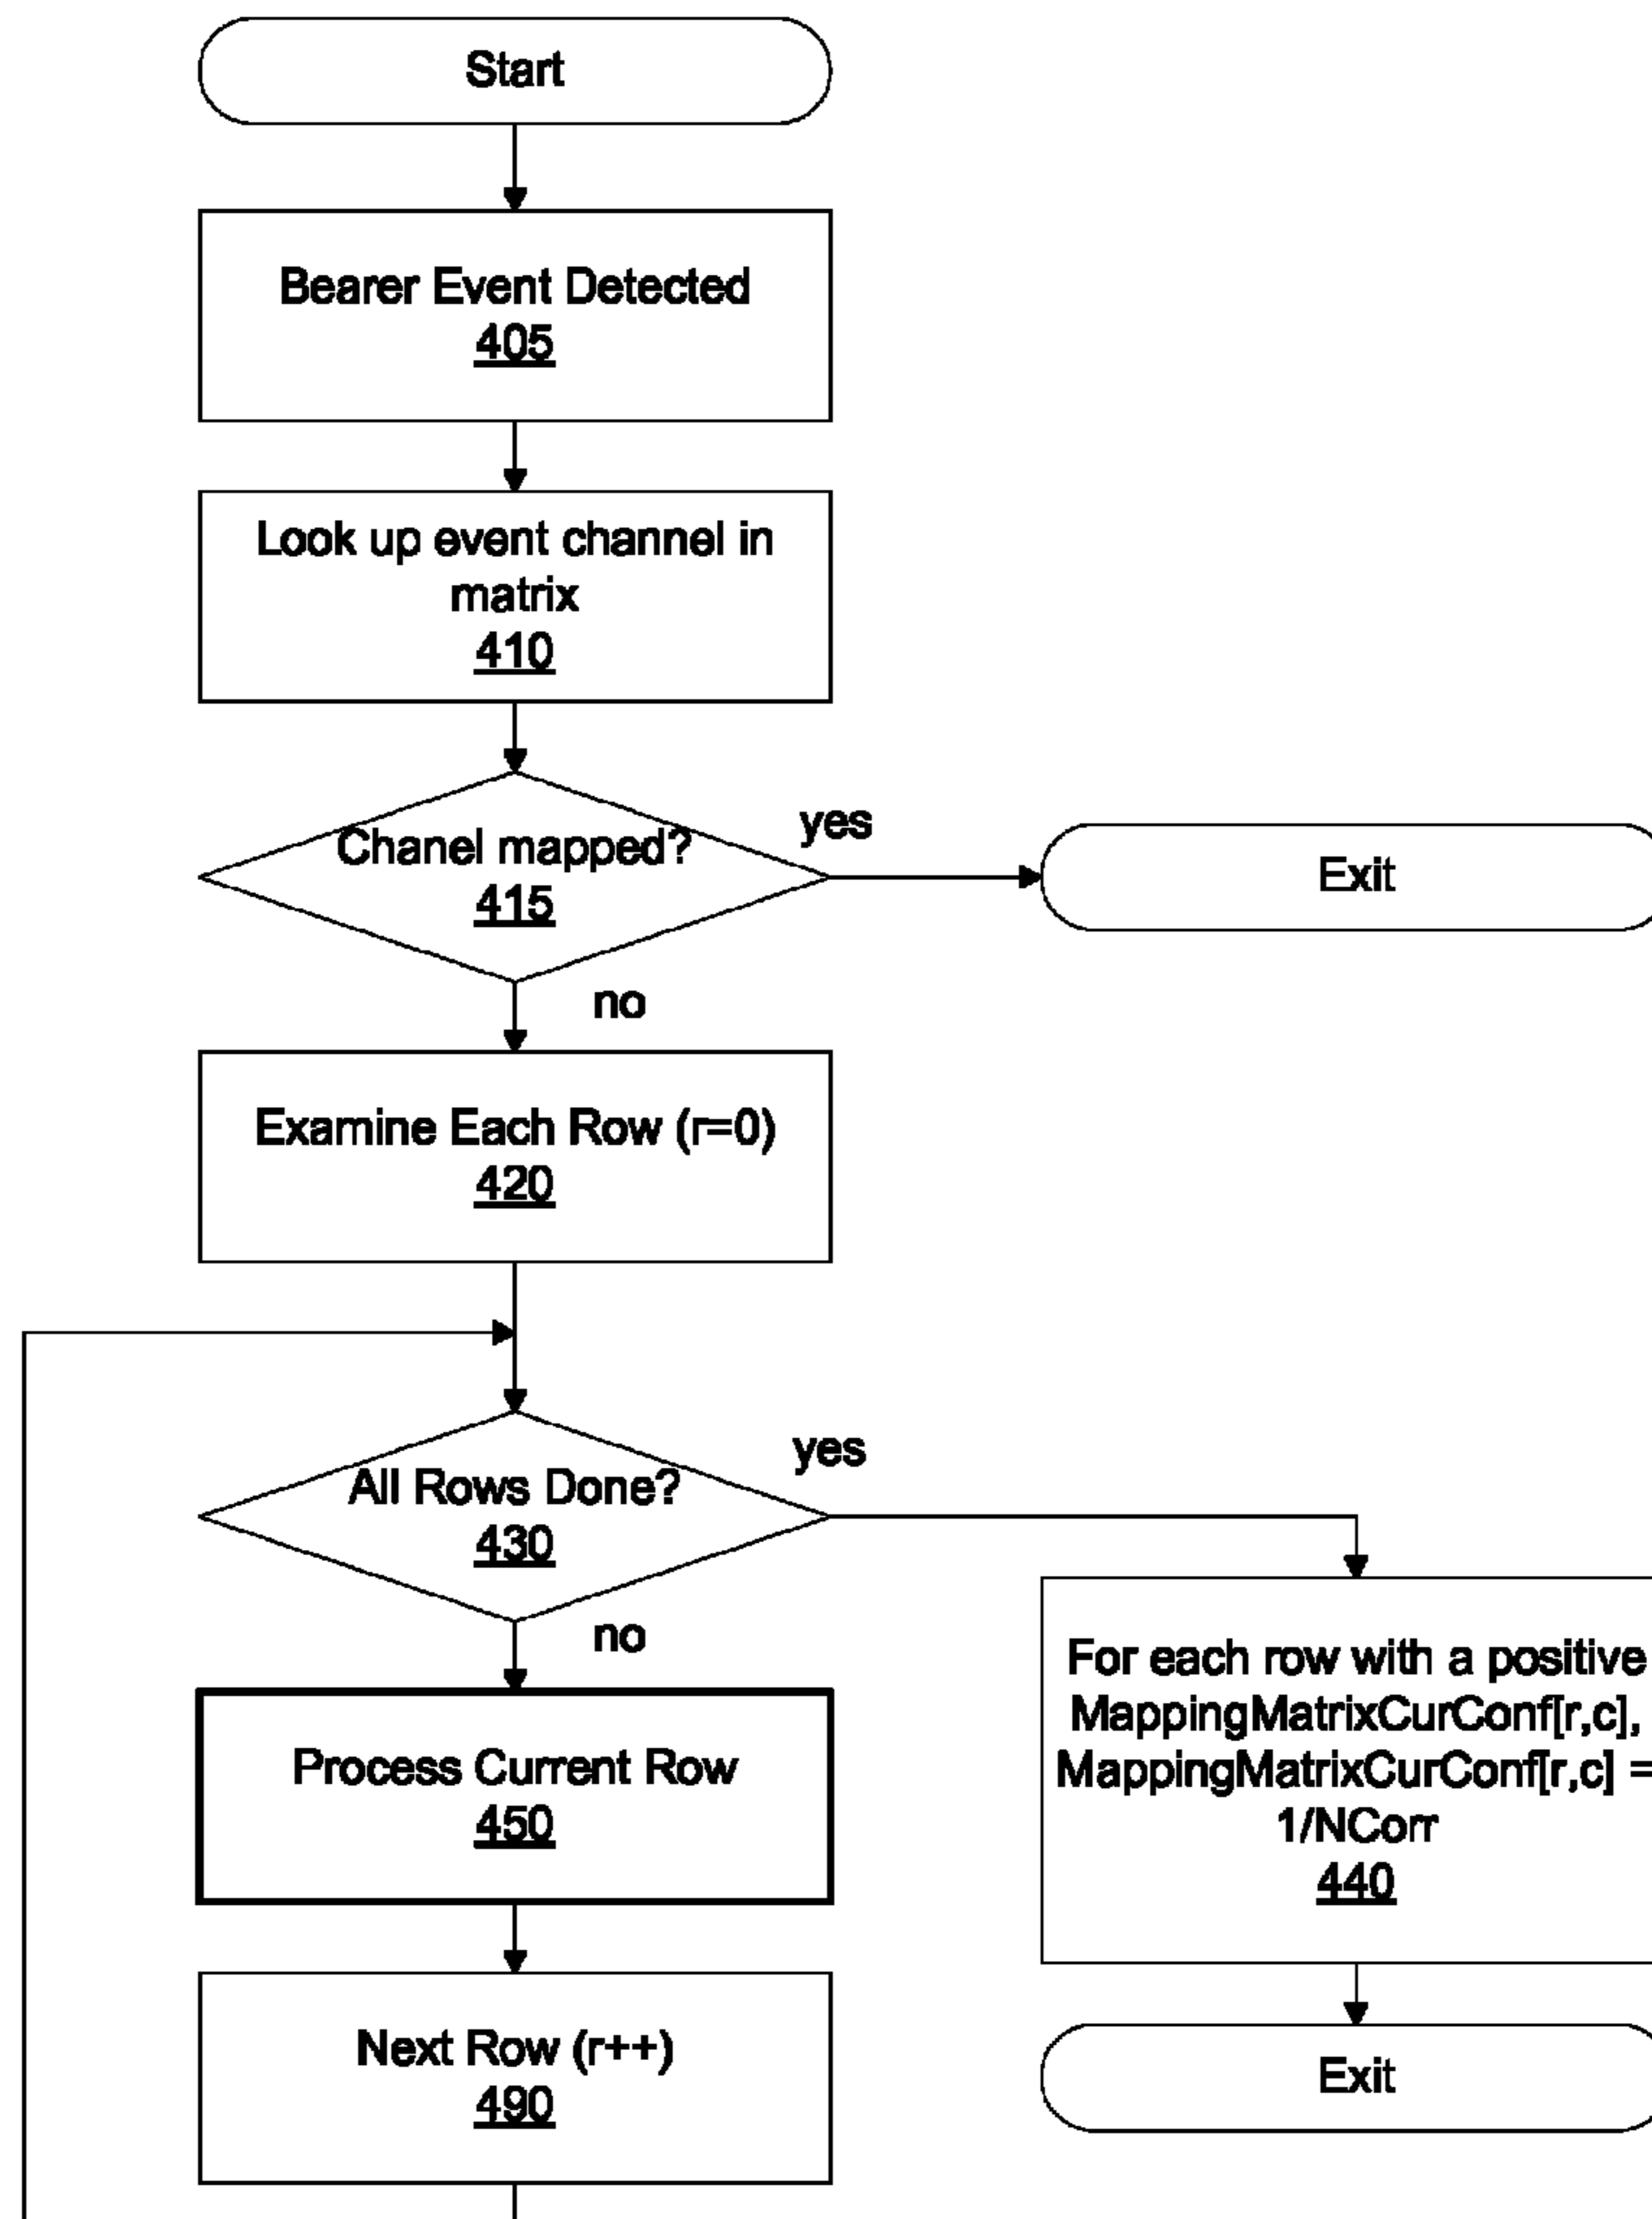 Start
Bearer Event Detected
405
Look up event channel in
matrix
410
Chanel mapped?
415
yes
Exit
no
Examine Each Row (r=0)
420
All Rows Done?
430
yes
no
For each row with a positive
MappingMatrixCurConf[r,c],
MappingMatrixCurConf[r,c] =
1/NCorr
440
Process Current Row
450
Next Row (r++)
490
Exit